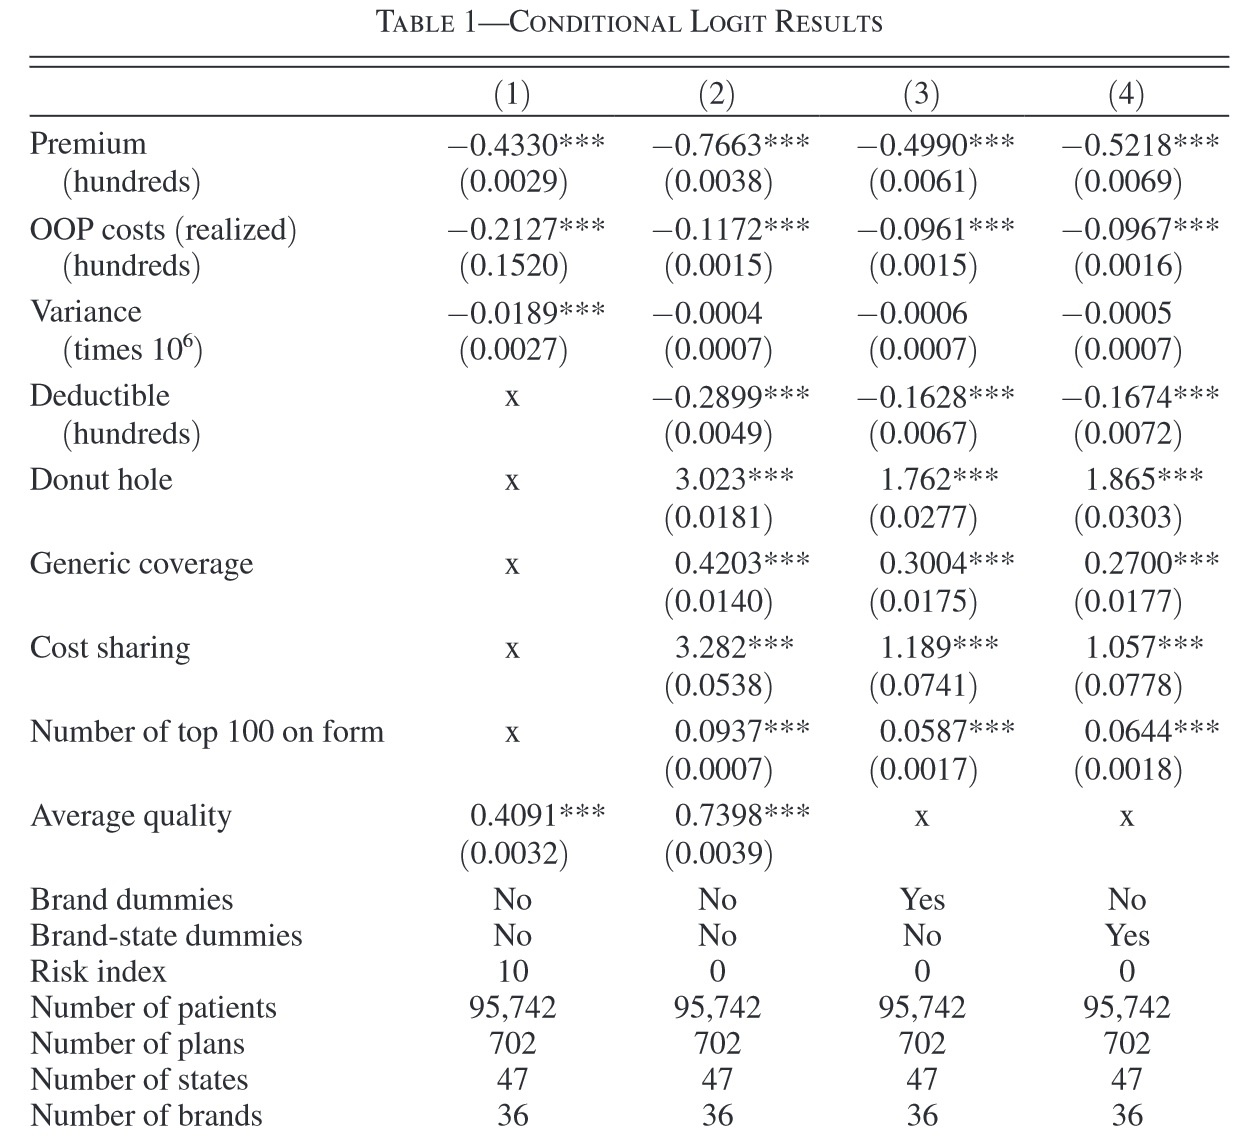 TABLE 1—CONDITIONAL LOGIT RESULTS
(1) (2) (3) (4)
Premium −0.4330*** −0.7663*** −0.4990*** −0.5218***
(hundreds) (0.0029) (0.0038) (0.0061) (0.0069)
OOP costs (realized) −0.2127*** −0.1172*** −0.0961*** −0.0967***
(hundreds) (0.1520) (0.0015) (0.0015) (0.0016)
Variance −0.0189*** −0.0004 −0.0006 −0.0005
(times 10⁶) (0.0027) (0.0007) (0.0007) (0.0007)
Deductible x −0.2899*** −0.1628*** −0.1674***
(hundreds) (0.0049) (0.0067) (0.0072)
Donut hole x 3.023*** 1.762*** 1.865***
(0.0181) (0.0277) (0.0303)
Generic coverage x 0.4203*** 0.3004*** 0.2700***
(0.0140) (0.0175) (0.0177)
Cost sharing x 3.282*** 1.189*** 1.057***
(0.0538) (0.0741) (0.0778)
Number of top 100 on form x 0.0937*** 0.0587*** 0.0644***
(0.0007) (0.0017) (0.0018)
Average quality 0.4091*** 0.7398*** x x
(0.0032) (0.0039)
Brand dummies No No Yes No
Brand-state dummies No No No Yes
Risk index 10 0 0 0
Number of patients 95,742 95,742 95,742 95,742
Number of plans 702 702 702 702
Number of states 47 47 47 47
Number of brands 36 36 36 36